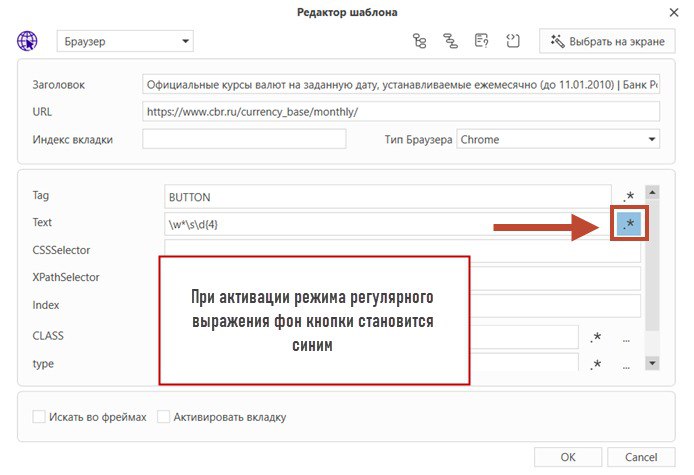 Редактор шаблона
Браузер
Выбрать на экране
Заголовок
Официальные курсы валют на заданную дату, устанавливаемые ежемесячно (до 11.01.2010) | Банк Ро
URL
https://www.cbr.ru/currency_base/monthly/
Индекс вкладки
Тип Браузера Chrome
Tag BUTTON .*
Text \w*\s\d{4} .*
CSSSelector
XPathSelector
Index
CLASS .* ...
type .* ...
При активации режима регулярного
выражения фон кнопки становится
синим
Искать во фреймах Активировать вкладку
OK Cancel